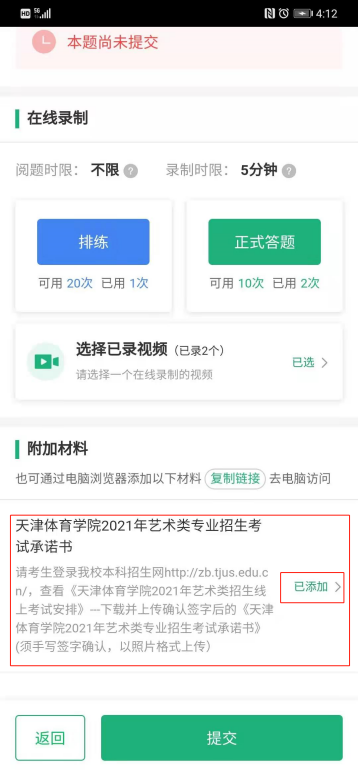 HD 5G 4:12
本题尚未提交
在线录制
阅题时限： 不限 ? 录制时限： 5分钟 ?
排练 正式答题
可用 20次 已用 1次 可用 10次 已用 2次
选择已录视频（已录2个）
已选
请选择一个在线录制的视频
附加材料
也可通过电脑浏览器添加以下材料 复制链接 去电脑访问
天津体育学院2021年艺术类专业招生考
试承诺书
请考生登录我校本科招生网http://zb.tjus.edu.c
n/，查看《天津体育学院2021年艺术类招生线
上考试安排》---下载并上传确认签字后的《天津
体育学院2021年艺术类专业招生考试承诺书》
(须手写签字确认，以照片格式上传）
已添加
返回 提交